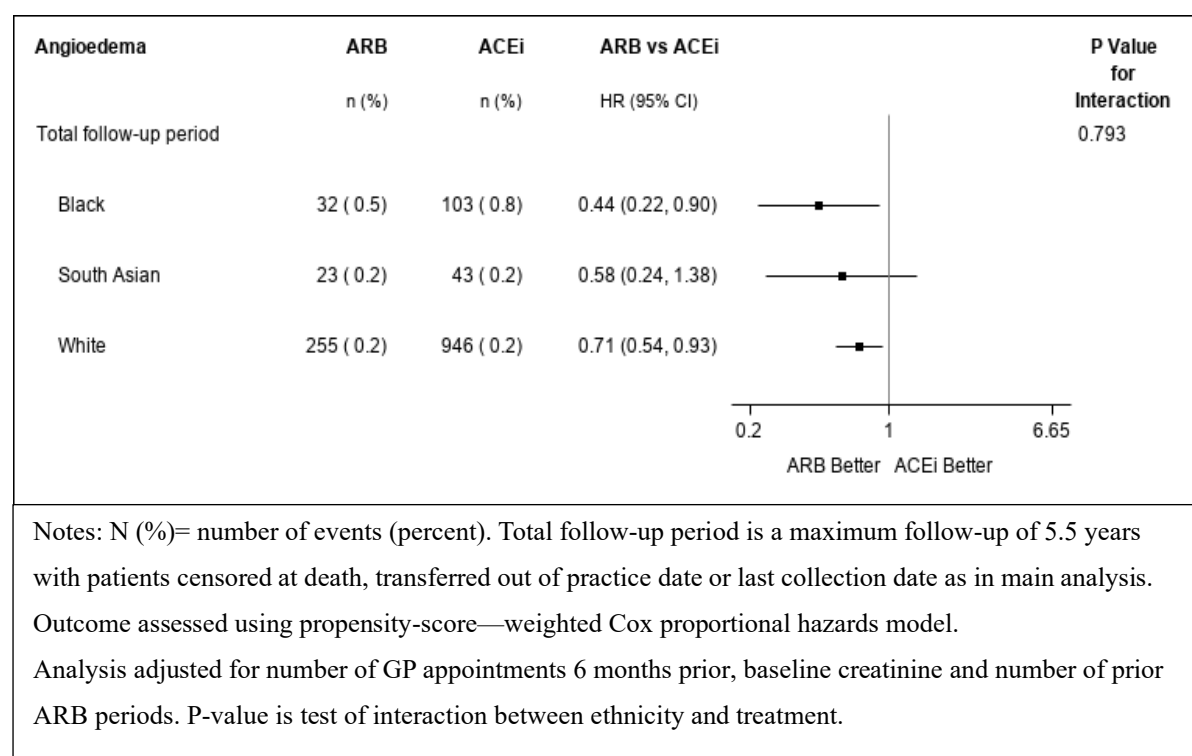 Angioedema ARB ACEi ARB vs ACEi P Value
for
n (%) n (%) HR (95% CI) Interaction
Total follow-up period 0.793
Black 32 ( 0.5) 103 ( 0.8) 0.44 (0.22, 0.90)
South Asian 23 ( 0.2) 43 ( 0.2) 0.58 (0.24, 1.38)
White 255 ( 0.2) 946 ( 0.2) 0.71 (0.54, 0.93)
0.2 1 6.65
ARB Better ACEi Better
Notes: N (%)= number of events (percent). Total follow-up period is a maximum follow-up of 5.5 years
with patients censored at death, transferred out of practice date or last collection date as in main analysis.
Outcome assessed using propensity-score—weighted Cox proportional hazards model.
Analysis adjusted for number of GP appointments 6 months prior, baseline creatinine and number of prior
ARB periods. P-value is test of interaction between ethnicity and treatment.